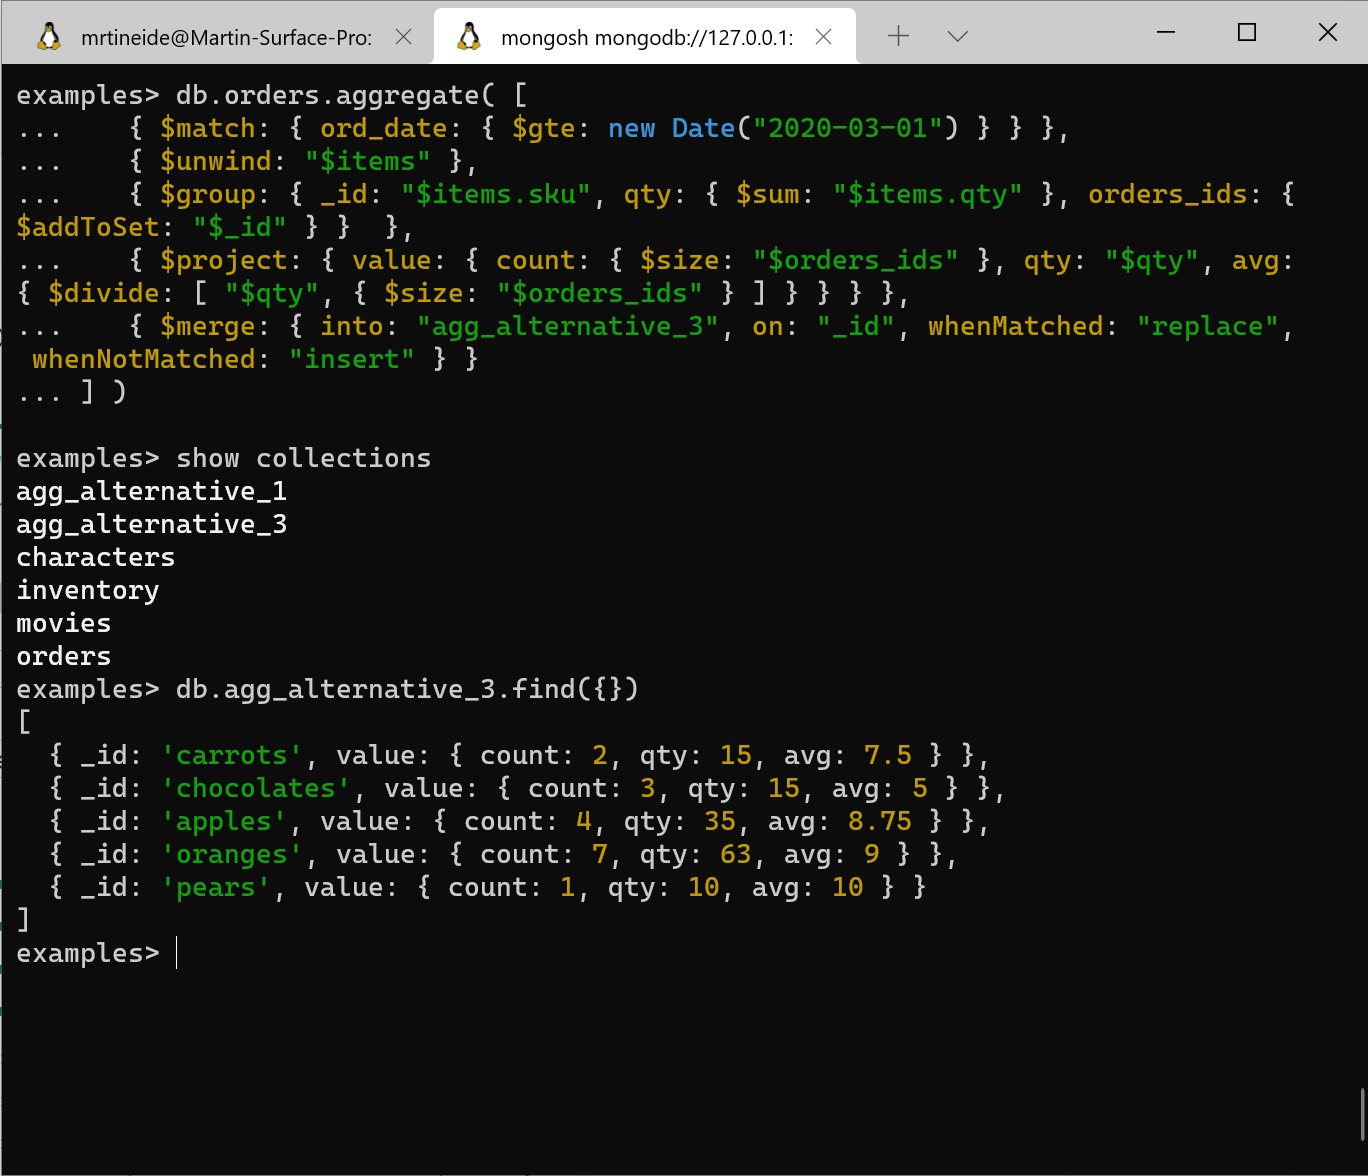 mrtineide@Martin-Surface-Pro:
mongosh mongodb://127.0.0.1:
examples> db.orders.aggregate( [
...    { $match: { ord_date: { $gte: new Date("2020-03-01") } } },
...    { $unwind: "$items" },
...    { $group: { _id: "$items.sku", qty: { $sum: "$items.qty" }, orders_ids: {
$addToSet: "$_id" } }  },
...    { $project: { value: { count: { $size: "$orders_ids" }, qty: "$qty", avg:
{ $divide: [ "$qty", { $size: "$orders_ids" } ] } } } },
...    { $merge: { into: "agg_alternative_3", on: "_id", whenMatched: "replace",
 whenNotMatched: "insert" } }
... ] )
examples> show collections
agg_alternative_1
agg_alternative_3
characters
inventory
movies
orders
examples> db.agg_alternative_3.find({})
[
  { _id: 'carrots', value: { count: 2, qty: 15, avg: 7.5 } },
  { _id: 'chocolates', value: { count: 3, qty: 15, avg: 5 } },
  { _id: 'apples', value: { count: 4, qty: 35, avg: 8.75 } },
  { _id: 'oranges', value: { count: 7, qty: 63, avg: 9 } },
  { _id: 'pears', value: { count: 1, qty: 10, avg: 10 } }
]
examples>